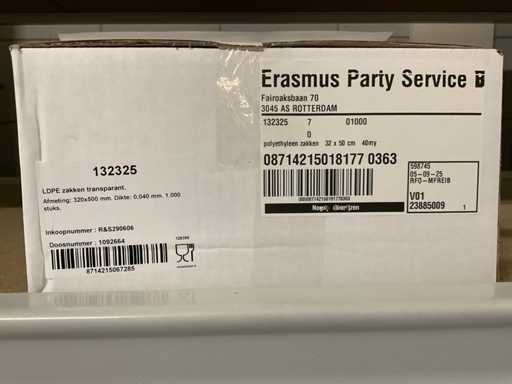 132325
LDPE zakken transparant.
Afmeting: 320x500 mm. Dikte: 0,040 mm. 1.000
stuks.
Inkoopnummer : R&S290606
Doosnummer : 1092664
8714215067285
Erasmus Party Service
Fairoaksbaan 70
3045 AS ROTTERDAM
132325 7 01000
0
polyethyleen zakken 32 x 50 cm 40my
08714215018177 0363
598745
05-09-25
RFO-MFREIB
V01
23885009 1